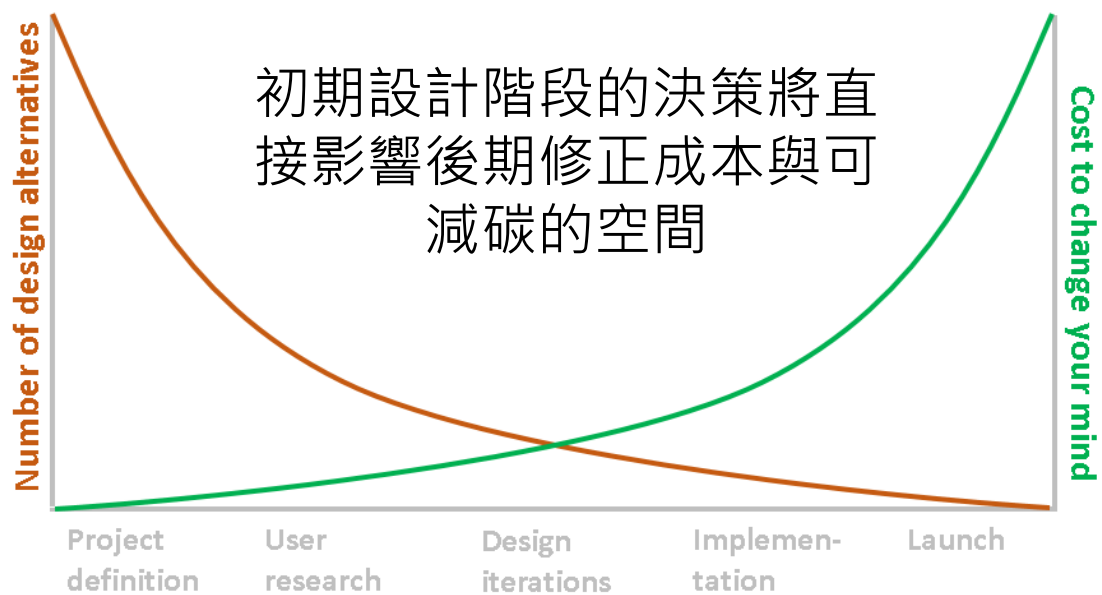 初期設計階段的決策將直
接影響後期修正成本與可
減碳的空間
Number of design alternatives
Cost to change your mind
Project
definition
User
research
Design
iterations
Implemen-
tation
Launch